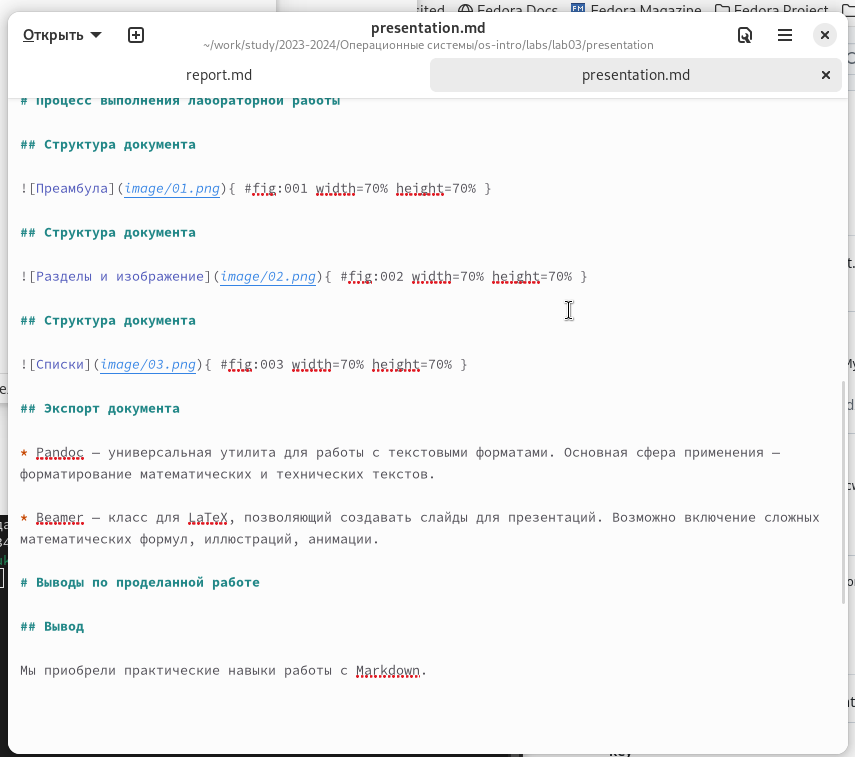 Fedora Docs
Fedora Magazine
Fedora Project
Открыть
presentation.md
~/work/study/2023-2024/Операционные системы/os-intro/labs/lab03/presentation
report.md
presentation.md
# Процесс выполнения лабораторной работы
## Структура документа
![Преамбула](image/01.png){ #fig:001 width=70% height=70% }
## Структура документа
![Разделы и изображение](image/02.png){ #fig:002 width=70% height=70% }
## Структура документа
![Списки](image/03.png){ #fig:003 width=70% height=70% }
## Экспорт документа
* Pandoc — универсальная утилита для работы с текстовыми форматами. Основная сфера применения —
форматирование математических и технических текстов.
* Beamer — класс для LaTeX, позволяющий создавать слайды для презентаций. Возможно включение сложных
математических формул, иллюстраций, анимации.
# Выводы по проделанной работе
## Вывод
Мы приобрели практические навыки работы с Markdown.